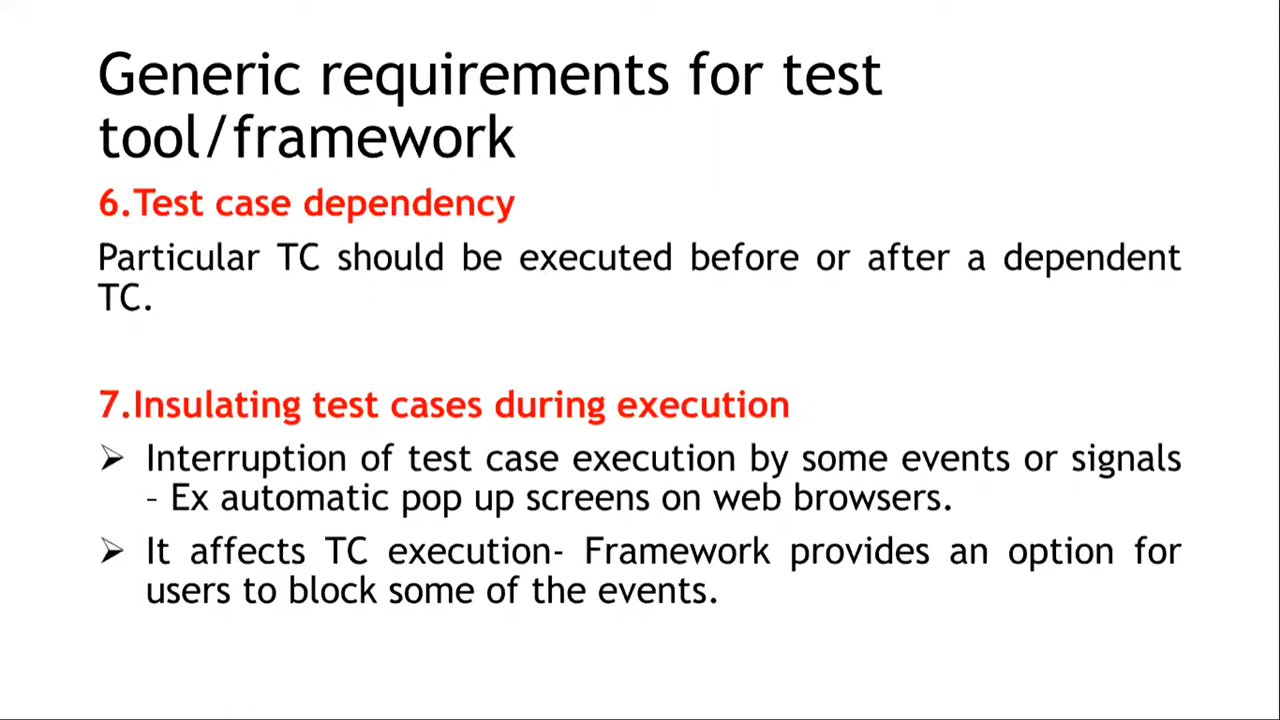 Generic requirements for test
tool/framework
6.Test case dependency
Particular TC should be executed before or after a dependent
TC.
7.Insulating test cases during execution
➢ Interruption of test case execution by some events or signals
– Ex automatic pop up screens on web browsers.
➢ It affects TC execution- Framework provides an option for
users to block some of the events.